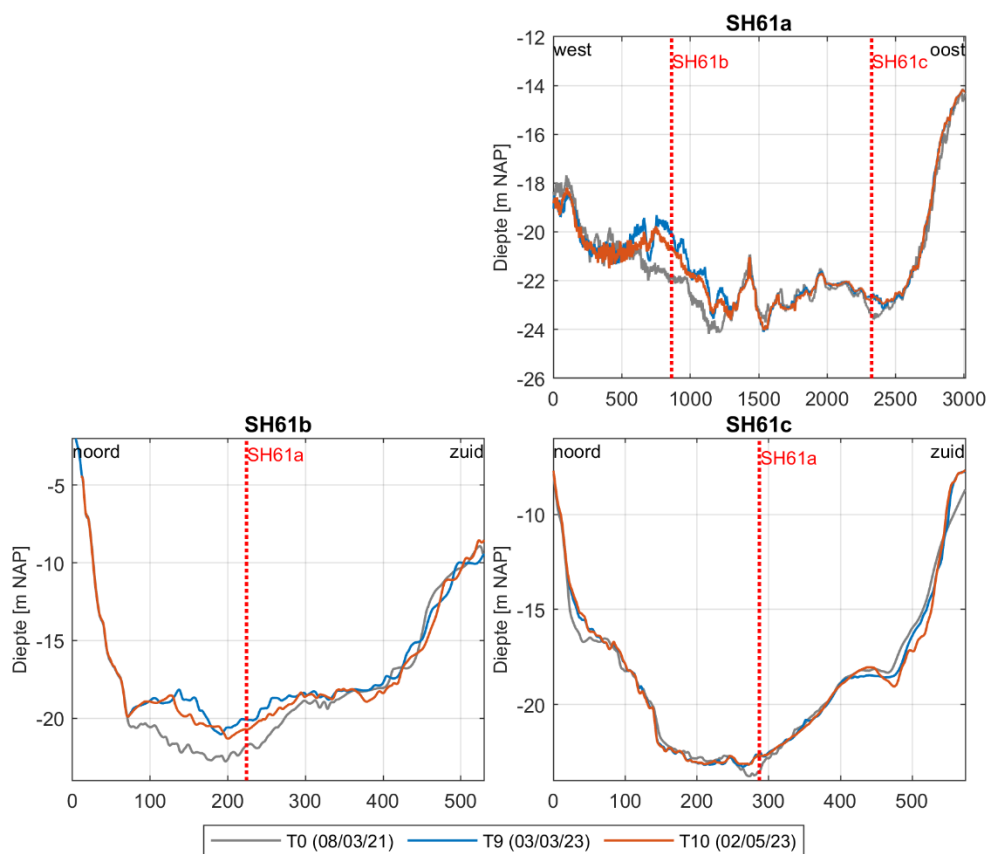 SH61a
west
oost
SH61b
SH61c
Diepte [m NAP]
-12
-14
-16
-18
-20
-22
-24
-26
0 500 1000 1500 2000 2500 3000
SH61b
noord
zuid
SH61a
Diepte [m NAP]
-5
-10
-15
-20
0 100 200 300 400 500
SH61c
noord
zuid
SH61a
Diepte [m NAP]
-10
-15
-20
0 100 200 300 400 500
T0 (08/03/21) T9 (03/03/23) T10 (02/05/23)